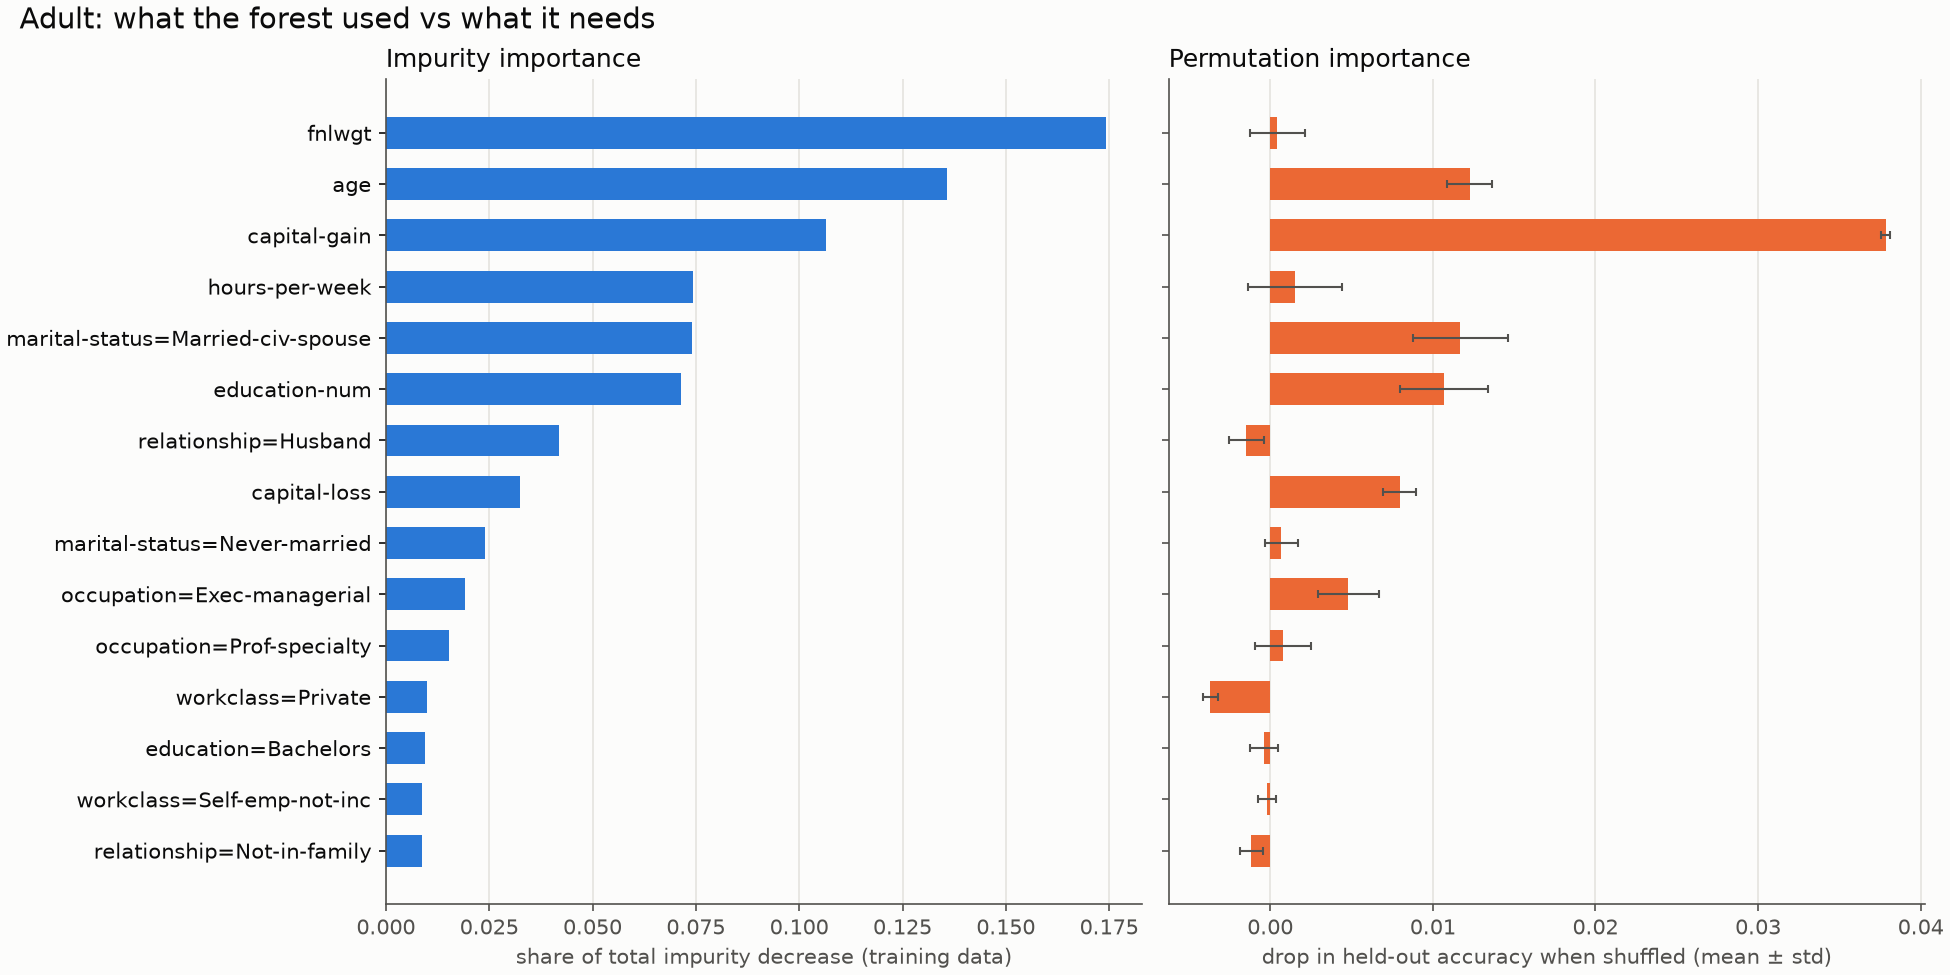 Adult: what the forest used vs what it needs
Impurity importance
Permutation importance
fnlwgt
age
capital-gain
hours-per-week
marital-status=Married-civ-spouse
education-num
relationship=Husband
capital-loss
marital-status=Never-married
occupation=Exec-managerial
occupation=Prof-specialty
workclass=Private
education=Bachelors
workclass=Self-emp-not-inc
relationship=Not-in-family
0.000 0.025 0.050 0.075 0.100 0.125 0.150 0.175
share of total impurity decrease (training data)
0.00 0.01 0.02 0.03 0.04
drop in held-out accuracy when shuffled (mean ± std)